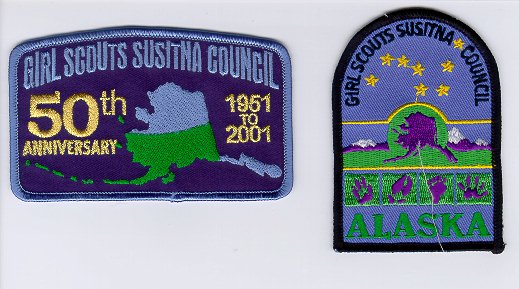 GIRL SCOUTS SUSITNA COUNCIL
50th
ANNIVERSARY
1951
TO
2001
GIRL SCOUTS SUSITNA COUNCIL
ALASKA